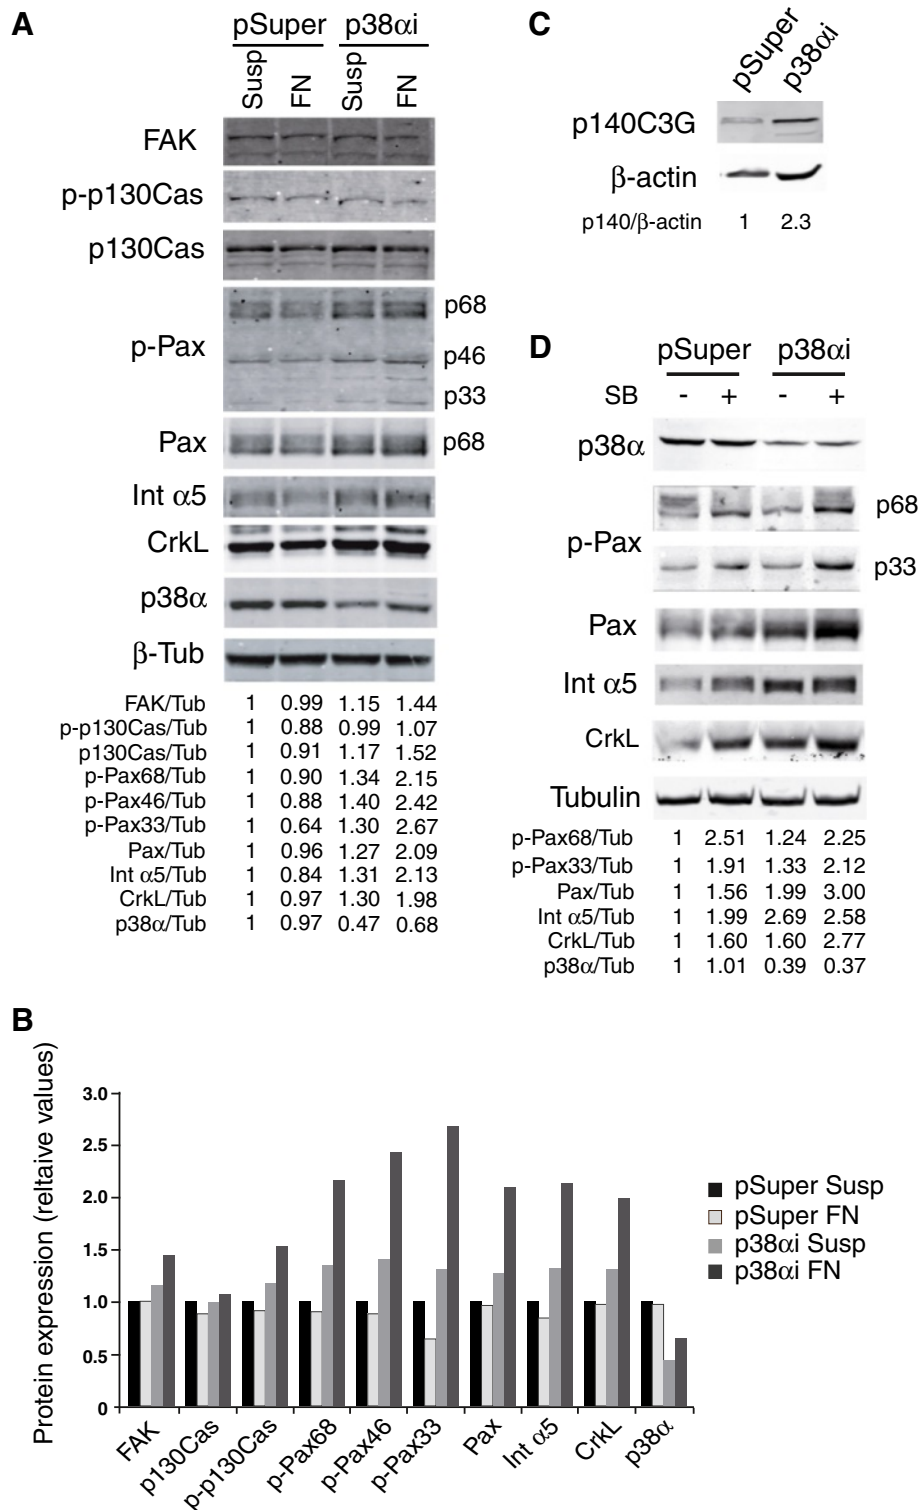 A
pSuper p38αi
Susp FN Susp FN
FAK
p-p130Cas
p130Cas
p-Pax
p68
p46
p33
Pax p68
Int α5
CrkL
p38α
β-Tub
FAK/Tub 1 0.99 1.15 1.44
p-p130Cas/Tub 1 0.88 0.99 1.07
p130Cas/Tub 1 0.91 1.17 1.52
p-Pax68/Tub 1 0.90 1.34 2.15
p-Pax46/Tub 1 0.88 1.40 2.42
p-Pax33/Tub 1 0.64 1.30 2.67
Pax/Tub 1 0.96 1.27 2.09
Int α5/Tub 1 0.84 1.31 2.13
CrkL/Tub 1 0.97 1.30 1.98
p38α/Tub 1 0.97 0.47 0.68
C
pSuper p38αi
p140C3G
β-actin
p140/β-actin 1 2.3
D
pSuper p38αi
SB - + - +
p38α
p-Pax
p68
p33
Pax
Int α5
CrkL
Tubulin
p-Pax68/Tub 1 2.51 1.24 2.25
p-Pax33/Tub 1 1.91 1.33 2.12
Pax/Tub 1 1.56 1.99 3.00
Int α5/Tub 1 1.99 2.69 2.58
CrkL/Tub 1 1.60 1.60 2.77
p38α/Tub 1 1.01 0.39 0.37
B
Protein expression (reltaive values)
3.0
2.5
2.0
1.5
1.0
0.5
0
FAK p130Cas p-p130Cas p-Pax68 p-Pax46 p-Pax33 Pax Int α5 CrkL p38α
pSuper Susp
pSuper FN
p38αi Susp
p38αi FN